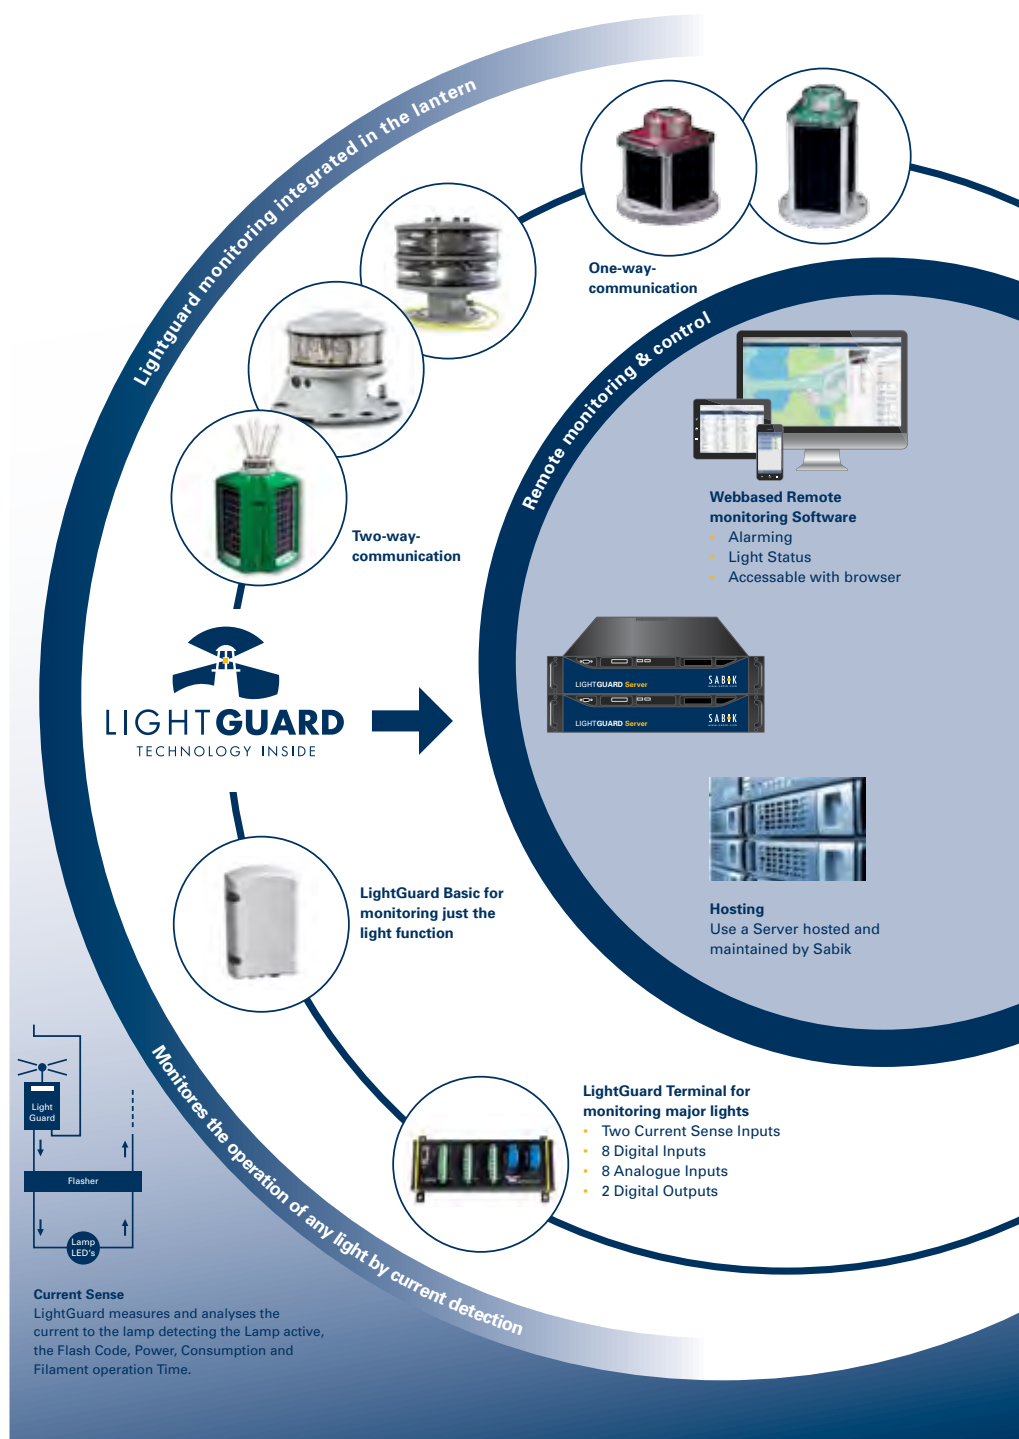 Lightguard monitoring integrated in the lantern
One-way-
communication
Remote monitoring & control
Webbased Remote
monitoring Software
• Alarming
• Light Status
• Accessable with browser
Two-way-
communication
LIGHTGUARD
TECHNOLOGY INSIDE
LIGHTGUARD Server
SABIK
LIGHTGUARD Server
SABIK
LightGuard Basic for
monitoring just the
light function
Hosting
Use a Server hosted and
maintained by Sabik
Monitores the operation of any light by current detection
LightGuard Terminal for
monitoring major lights
• Two Current Sense Inputs
• 8 Digital Inputs
• 8 Analogue Inputs
• 2 Digital Outputs
Light
Guard
Flasher
Lamp
LED's
Current Sense
LightGuard measures and analyses the
current to the lamp detecting the Lamp active,
the Flash Code, Power, Consumption and
Filament operation Time.